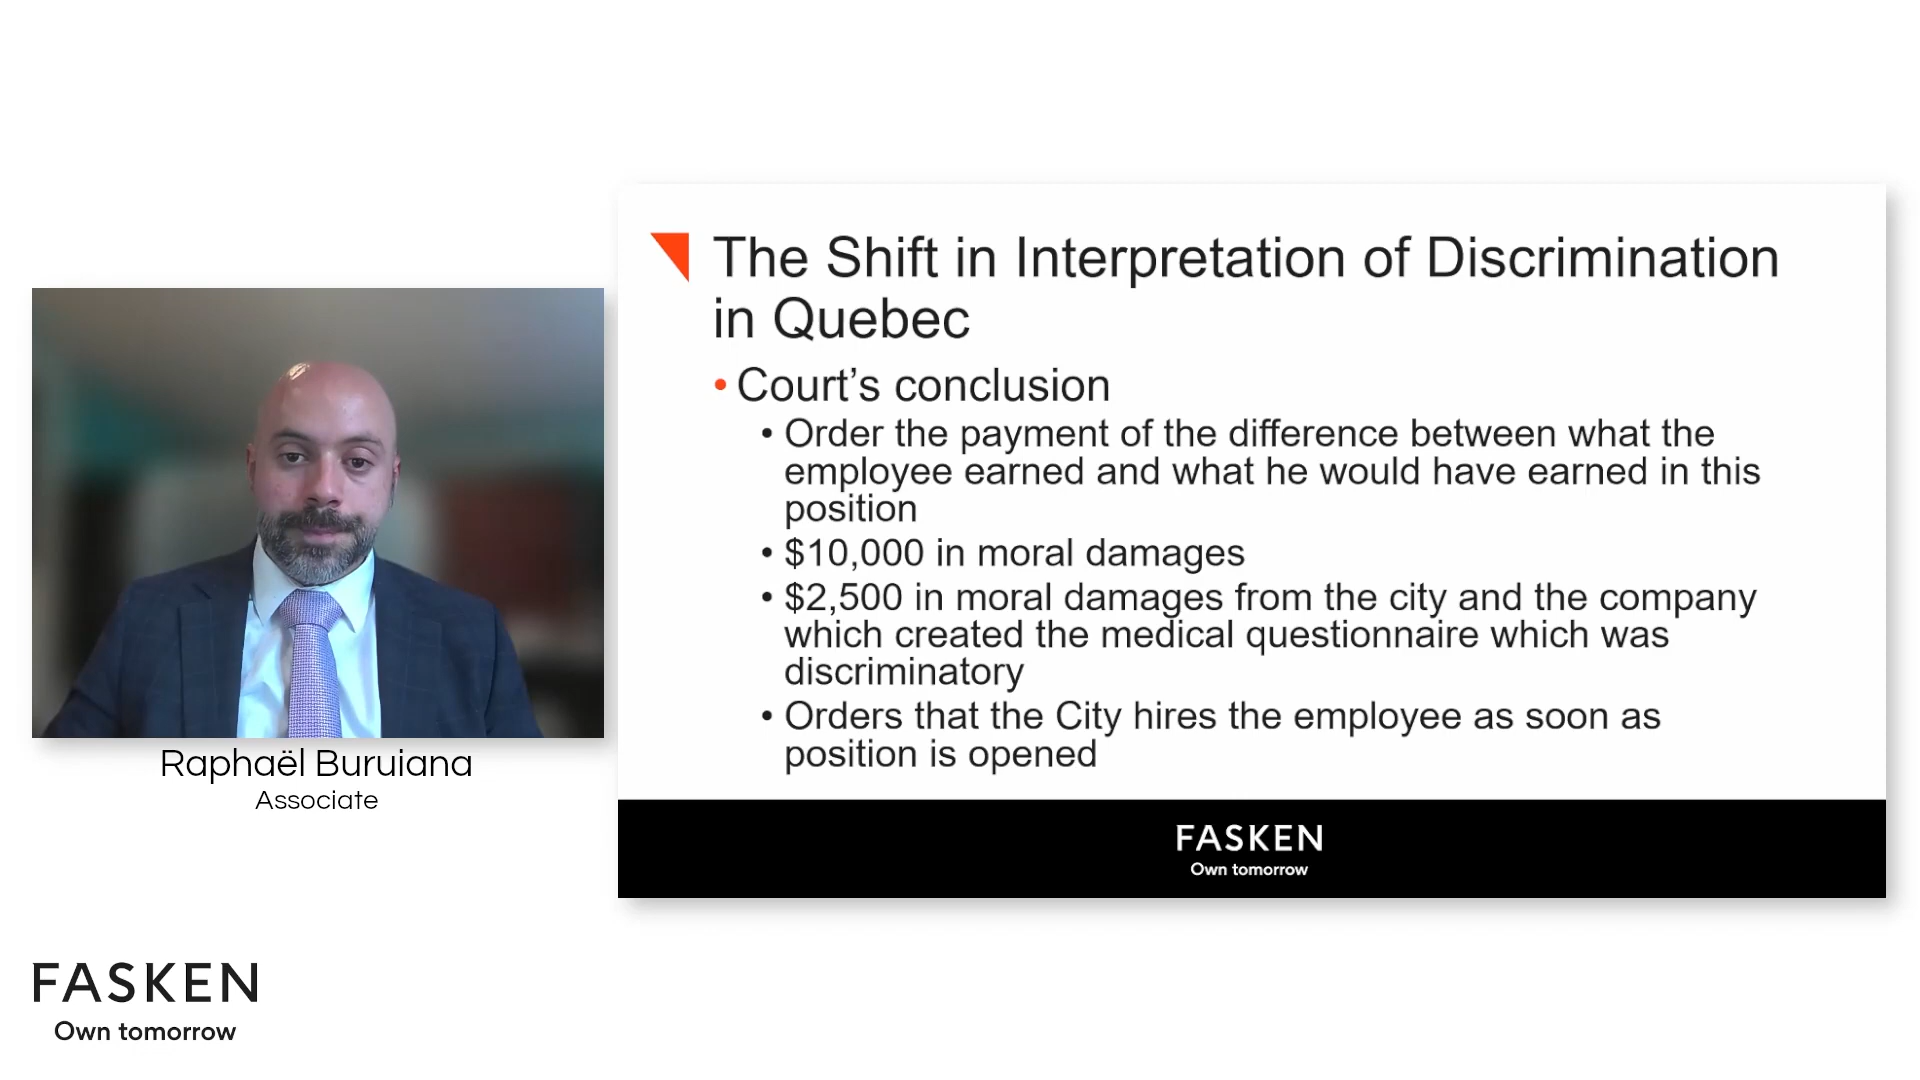 The Shift in Interpretation of Discrimination
in Quebec
• Court’s conclusion
• Order the payment of the difference between what the
employee earned and what he would have earned in this
position
• $10,000 in moral damages
• $2,500 in moral damages from the city and the company
which created the medical questionnaire which was
discriminatory
• Orders that the City hires the employee as soon as
position is opened
FASKEN
Own tomorrow
Raphaël Buruiana
Associate
FASKEN
Own tomorrow